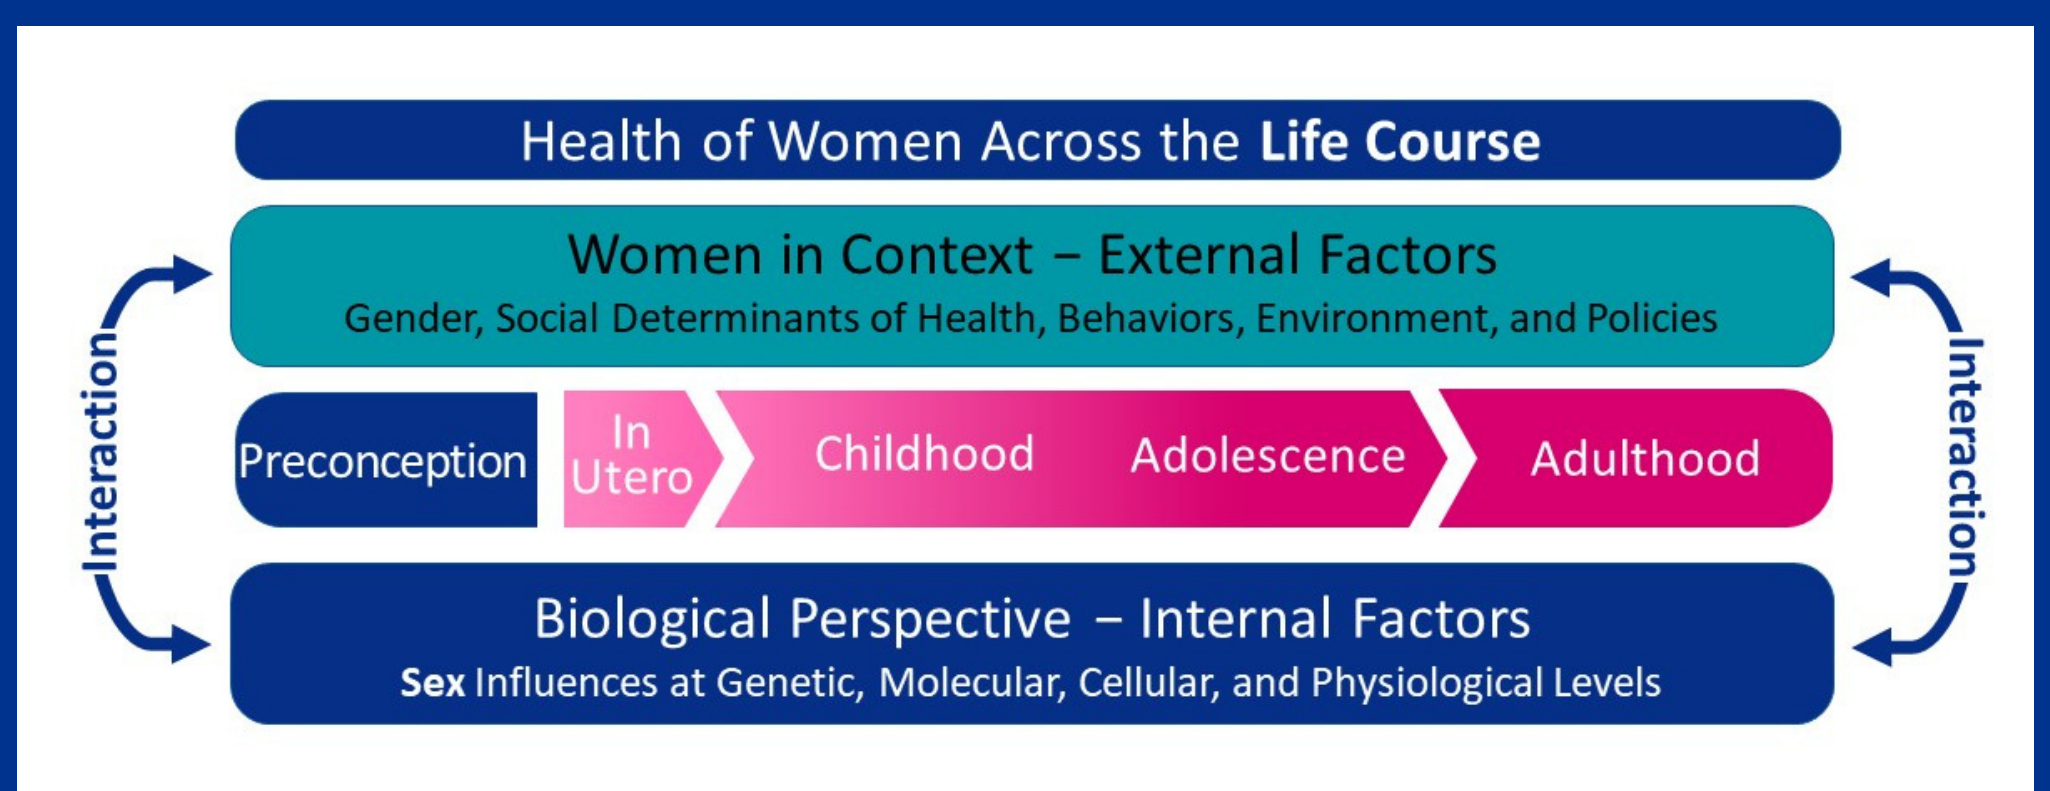 Health of Women Across the Life Course
Women in Context – External Factors
Gender, Social Determinants of Health, Behaviors, Environment, and Policies
Interaction
Preconception
In
Utero
Childhood
Adolescence
Adulthood
Interaction
Biological Perspective – Internal Factors
Sex Influences at Genetic, Molecular, Cellular, and Physiological Levels